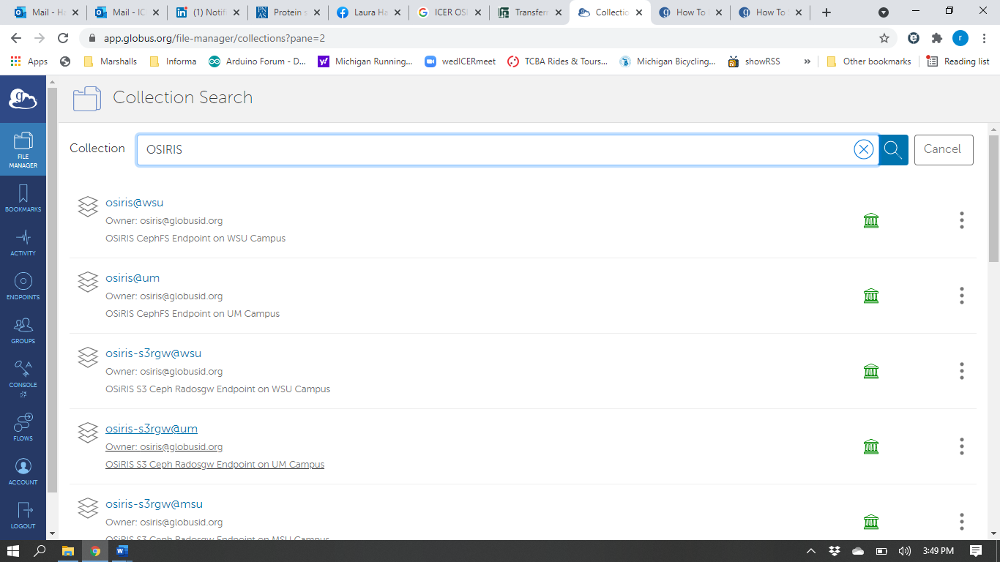 Mail - Ha
Mail - IC
(1) Notifi
PN AS
Protein s
Laura Ha
ICER OSi
Transfern
Collectio
How To
How To
app.globus.org/file-manager/collections?pane=2
r
Apps
Marshalls
Informa
Arduino Forum - D...
Michigan Running...
wedICERmeet
TCBA Rides & Tours...
Michigan Bicycling...
showRSS
»
Other bookmarks
Reading list
Collection Search
FILE
MANAGER
BOOKMARKS
ACTIVITY
ENDPOINTS
GROUPS
CONSOLE
FLOWS
ACCOUNT
LOGOUT
Collection
OSIRIS
Cancel
osiris@wsu
Owner: osiris@globusid.org
OSiRIS CephFS Endpoint on WSU Campus
osiris@um
Owner: osiris@globusid.org
OSiRIS CephFS Endpoint on UM Campus
osiris-s3rgw@wsu
Owner: osiris@globusid.org
OSiRIS S3 Ceph Radosgw Endpoint on WSU Campus
osiris-s3rgw@um
Owner: osiris@globusid.org
OSiRIS S3 Ceph Radosgw Endpoint on UM Campus
osiris-s3rgw@msu
Owner: osiris@globusid.org
OSiRIS S3 Ceph Radosgw Endpoint on MSU Campus
3:49 PM